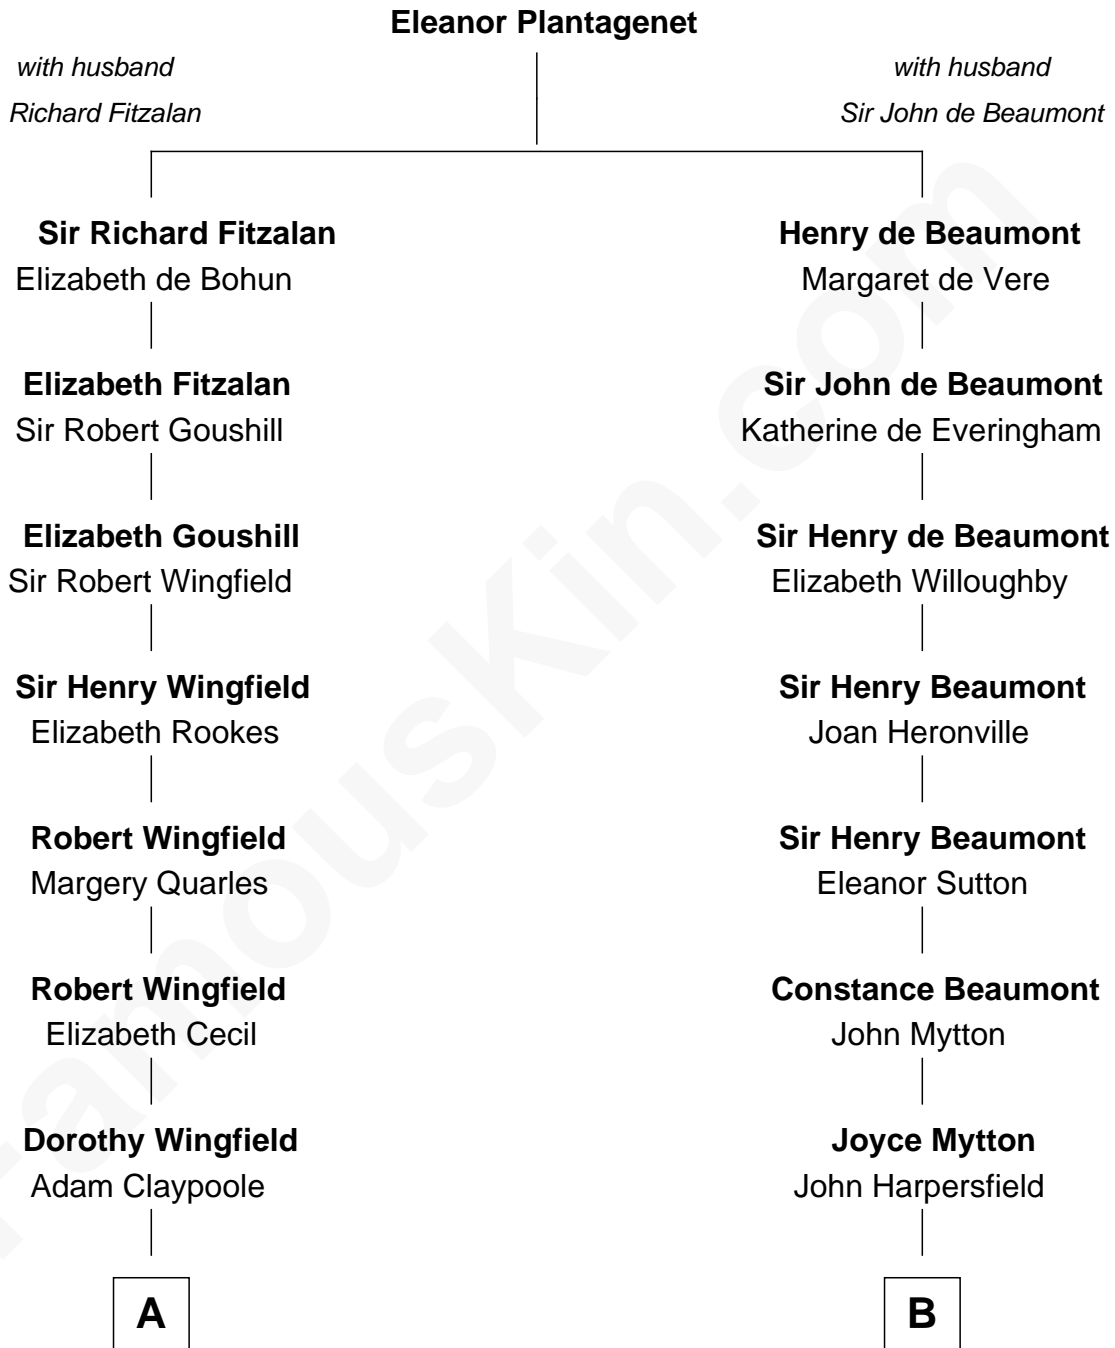 Eleanor Plantagenet
with husband
Richard Fitzalan
with husband
Sir John de Beaumont
Sir Richard Fitzalan
Elizabeth de Bohun
Henry de Beaumont
Margaret de Vere
Elizabeth Fitzalan
Sir Robert Goushill
Sir John de Beaumont
Katherine de Everingham
Elizabeth Goushill
Sir Robert Wingfield
Sir Henry de Beaumont
Elizabeth Willoughby
Sir Henry Wingfield
Elizabeth Rookes
Sir Henry Beaumont
Joan Heronville
Robert Wingfield
Margery Quarles
Sir Henry Beaumont
Eleanor Sutton
Robert Wingfield
Elizabeth Cecil
Constance Beaumont
John Mytton
Dorothy Wingfield
Adam Claypoole
Joyce Mytton
John Harpersfield
A
B
FamousKin.com